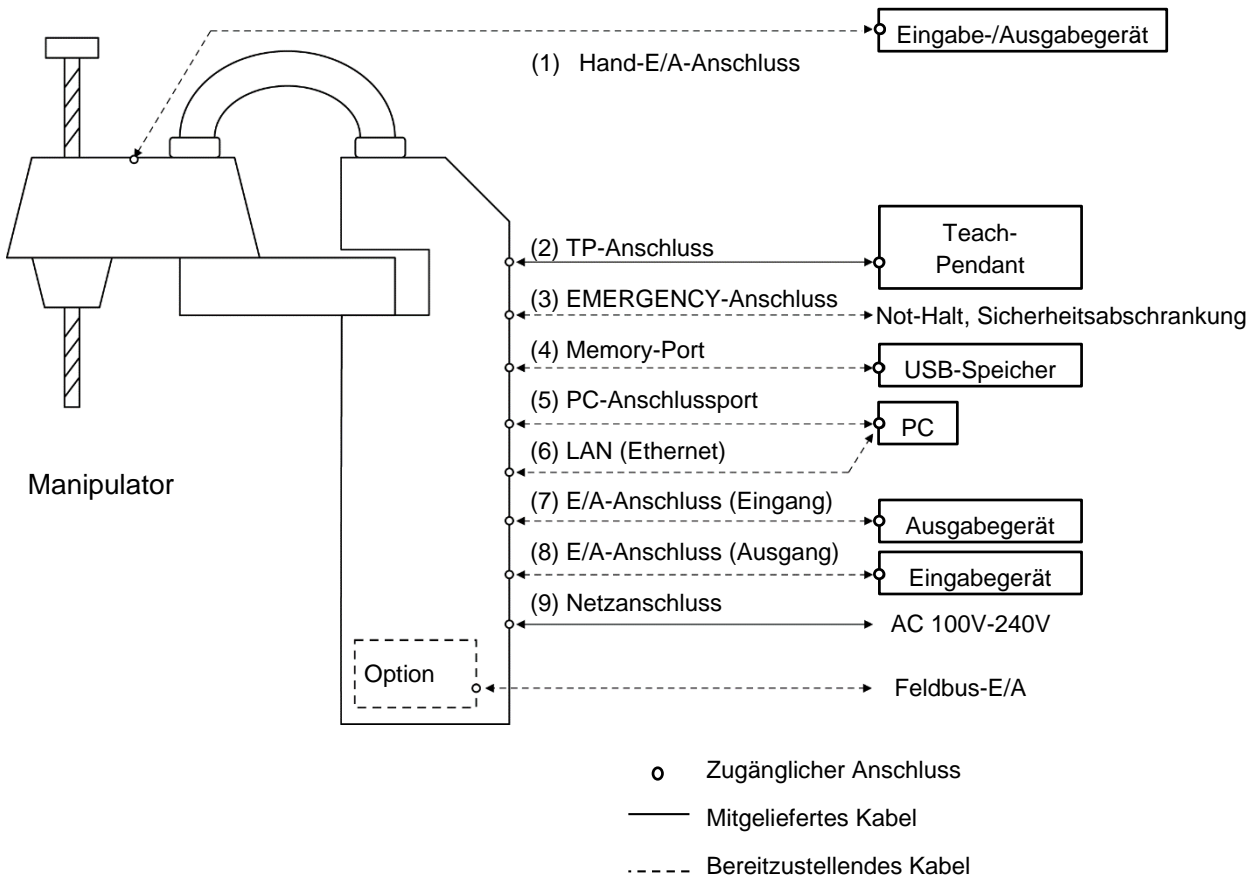 Eingabe-/Ausgabegerät
(1) Hand-E/A-Anschluss
(2) TP-Anschluss
Teach-
Pendant
(3) EMERGENCY-Anschluss
Not-Halt, Sicherheitsabschrankung
(4) Memory-Port
USB-Speicher
(5) PC-Anschlussport
PC
(6) LAN (Ethernet)
Manipulator
(7) E/A-Anschluss (Eingang)
Ausgabegerät
(8) E/A-Anschluss (Ausgang)
Eingabegerät
(9) Netzanschluss
AC 100V-240V
Option
Feldbus-E/A
Zugänglicher Anschluss
Mitgeliefertes Kabel
Bereitzustellendes Kabel